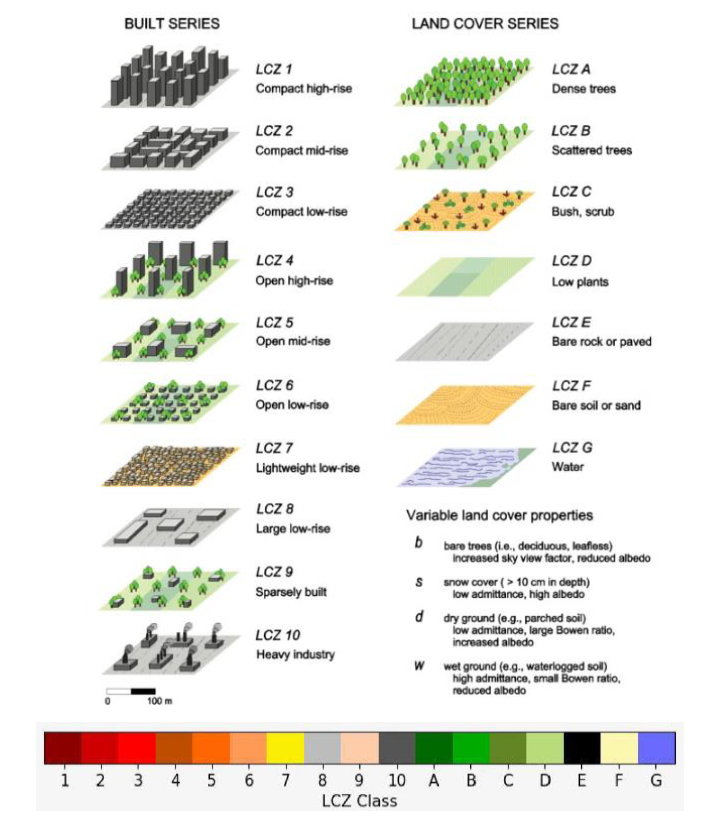 BUILT SERIES
LCZ 1
Compact high-rise
LCZ 2
Compact mid-rise
LCZ 3
Compact low-rise
LCZ 4
Open high-rise
LCZ 5
Open mid-rise
LCZ 6
Open low-rise
LCZ 7
Lightweight low-rise
LCZ 8
Large low-rise
LCZ 9
Sparsely built
LCZ 10
Heavy industry
0 100 m
LAND COVER SERIES
LCZ A
Dense trees
LCZ B
Scattered trees
LCZ C
Bush, scrub
LCZ D
Low plants
LCZ E
Bare rock or paved
LCZ F
Bare soil or sand
LCZ G
Water
Variable land cover properties
b bare trees (i.e., deciduous, leafless)
increased sky view factor, reduced albedo
s snow cover ( > 10 cm in depth)
low admittance, high albedo
d dry ground (e.g., parched soil)
low admittance, large Bowen ratio,
increased albedo
w wet ground (e.g., waterlogged soil)
high admittance, small Bowen ratio,
reduced albedo
1 2 3 4 5 6 7 8 9 10 A B C D E F G
LCZ Class